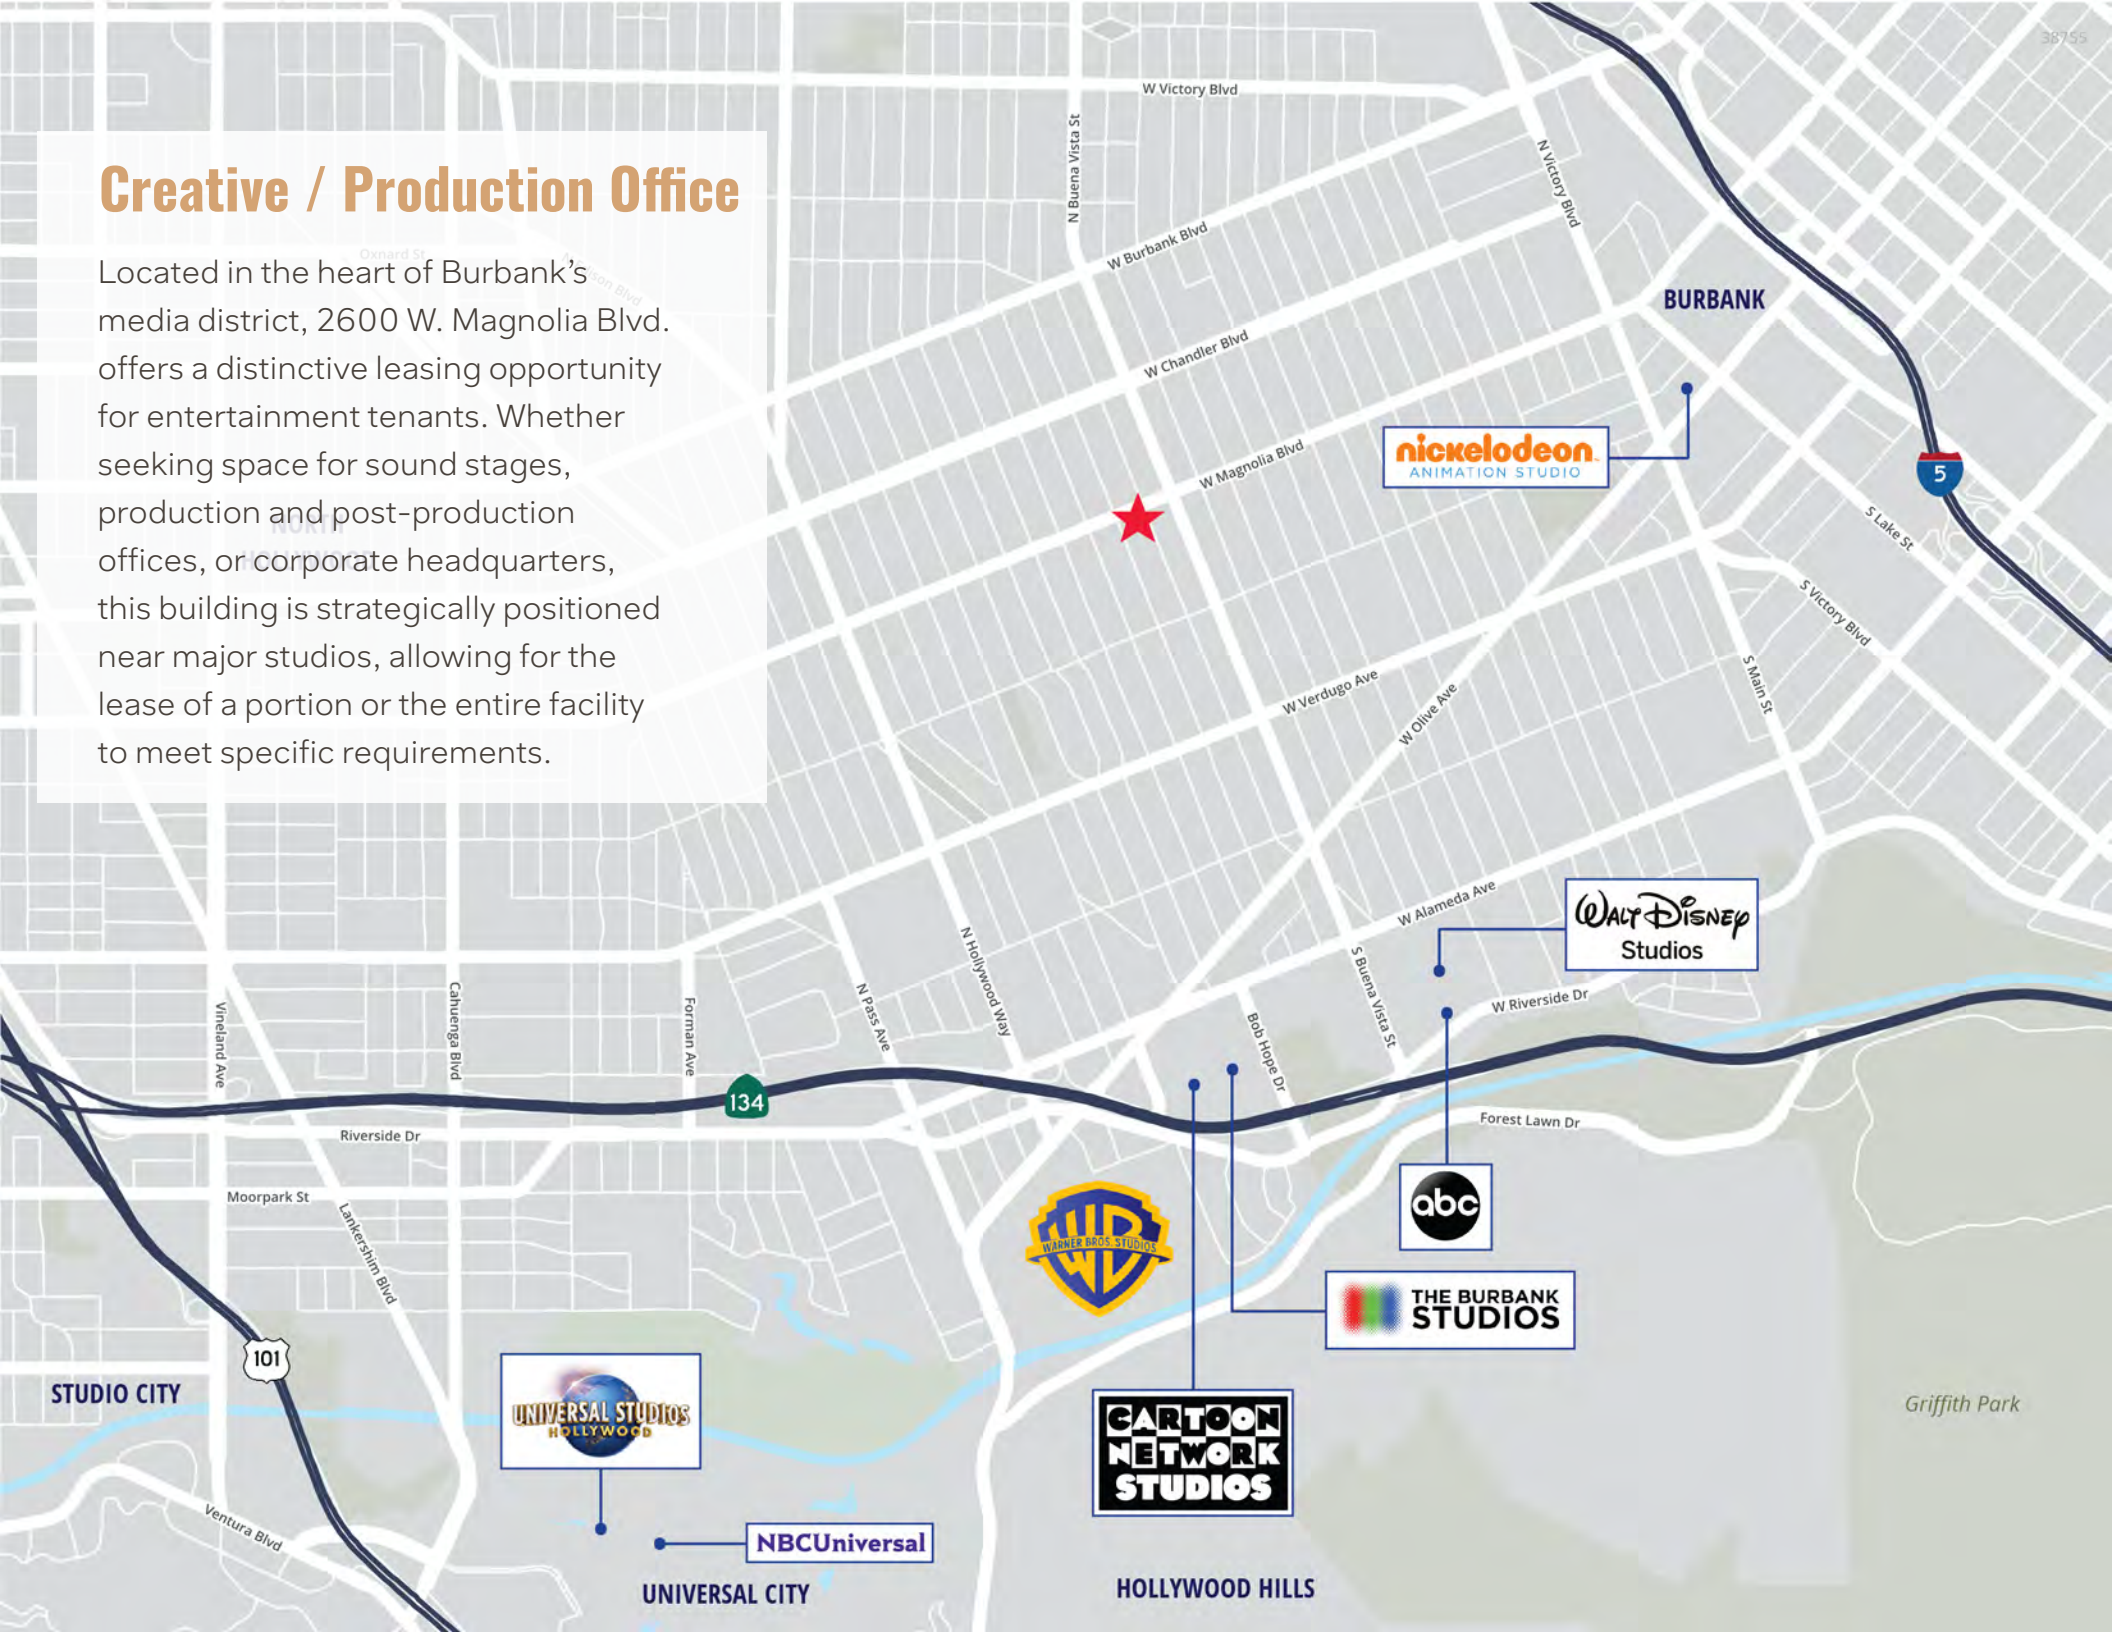 38755
W Victory Blvd
N Buena Vista St
N Victory Blvd
Creative / Production Office
Oxnard St
Located in the heart of Burbank’s
media district, 2600 W. Magnolia Blvd.
offers a distinctive leasing opportunity
for entertainment tenants. Whether
seeking space for sound stages,
production and post-production
offices, or corporate headquarters,
this building is strategically positioned
near major studios, allowing for the
lease of a portion or the entire facility
to meet specific requirements.
NORTH
HOLLYWOOD
W Burbank Blvd
BURBANK
W Chandler Blvd
nickelodeon
ANIMATION STUDIO
W Magnolia Blvd
5
S Lake St
S Victory Blvd
W Verdugo Ave
W Olive Ave
S Main St
W Alameda Ave
WALT DISNEY
Studios
N Hollywood Way
S Buena Vista St
W Riverside Dr
Vineland Ave
Cahuenga Blvd
Forman Ave
N Pass Ave
Bob Hope Dr
134
Riverside Dr
Forest Lawn Dr
Moorpark St
Lankershim Blvd
abc
WB
WARNER BROS. STUDIOS
THE BURBANK
STUDIOS
101
STUDIO CITY
UNIVERSAL STUDIOS
HOLLYWOOD
CARTOON
NETWORK
STUDIOS
Griffith Park
Ventura Blvd
NBCUniversal
UNIVERSAL CITY
HOLLYWOOD HILLS